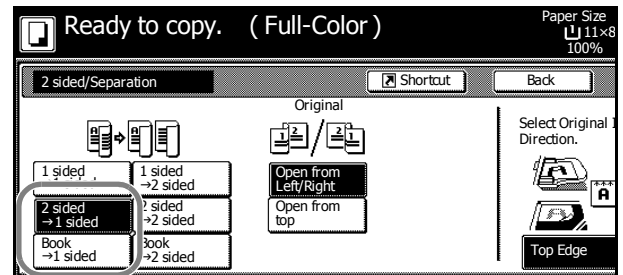 Ready to copy. ( Full-Color )
Paper Size
11×8
100%
2 sided/Separation
Shortcut
Back
Original
Select Original
Direction.
1 sided
1 sided
→2 sided
Open from
Left/Right
2 sided
→1 sided
2 sided
→2 sided
Open from
top
Book
→1 sided
Book
→2 sided
Top Edge